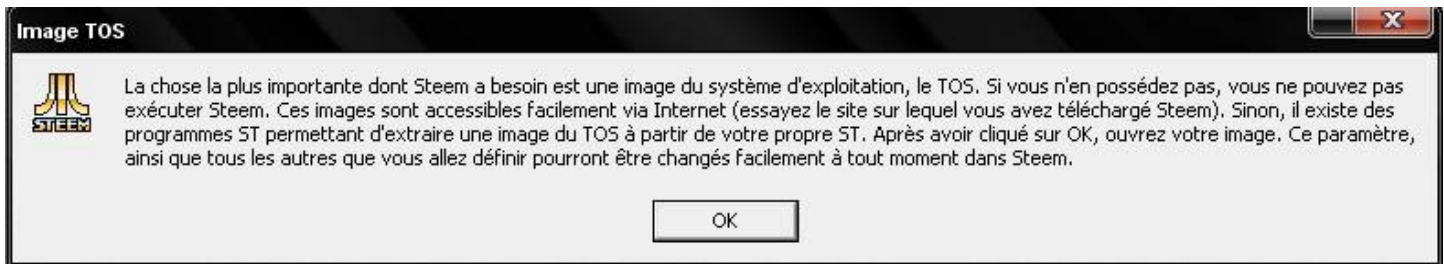 Image TOS
La chose la plus importante dont Steem a besoin est une image du système d'exploitation, le TOS. Si vous n'en possédez pas, vous ne pouvez pas
exécuter Steem. Ces images sont accessibles facilement via Internet (essayez le site sur lequel vous avez téléchargé Steem). Sinon, il existe des
programmes ST permettant d'extraire une image du TOS à partir de votre propre ST. Après avoir cliqué sur OK, ouvrez votre image. Ce paramètre,
ainsi que tous les autres que vous allez définir pourront être changés facilement à tout moment dans Steem.
STEEM
OK